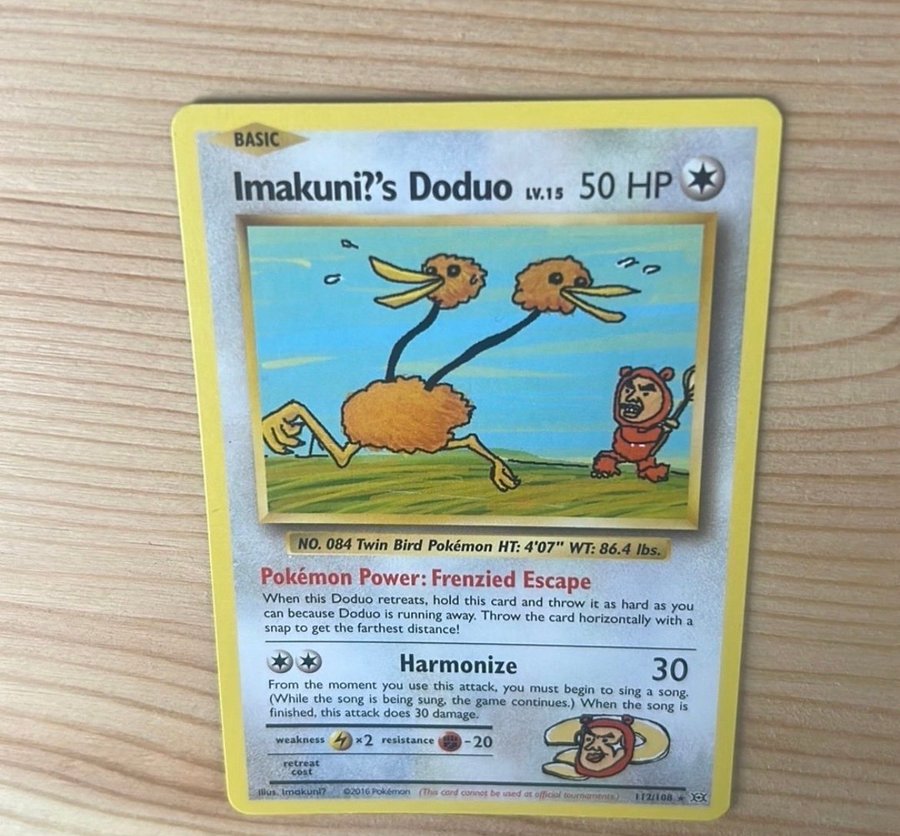 BASIC
Imakuni?'s Doduo LV.15 50 HP
NO. 084 Twin Bird Pokémon HT: 4'07" WT: 86.4 lbs.
Pokémon Power: Frenzied Escape
When this Doduo retreats, hold this card and throw it as hard as you
can because Doduo is running away. Throw the card horizontally with a
snap to get the farthest distance!
Harmonize 30
From the moment you use this attack, you must begin to sing a song.
(While the song is being sung, the game continues.) When the song is
finished, this attack does 30 damage.
weakness ×2 resistance -20
retreat
cost
Illus. Imakuni? ©2016 Pokémon (This card cannot be used at official tournaments.) 112/108 ★